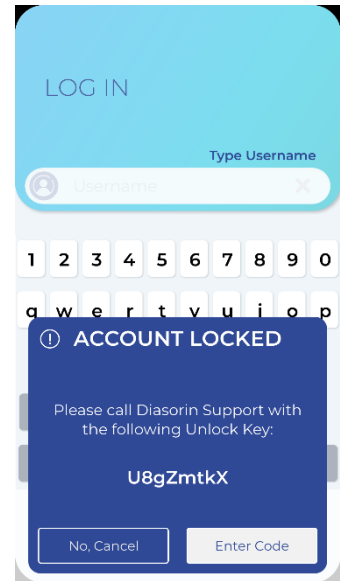 LOG IN
Type Username
Username
1 2 3 4 5 6 7 8 9 0
q w e r t y u i o p
ACCOUNT LOCKED
Please call Diasorin Support with
the following Unlock Key:
U8gZmtkX
No, Cancel
Enter Code